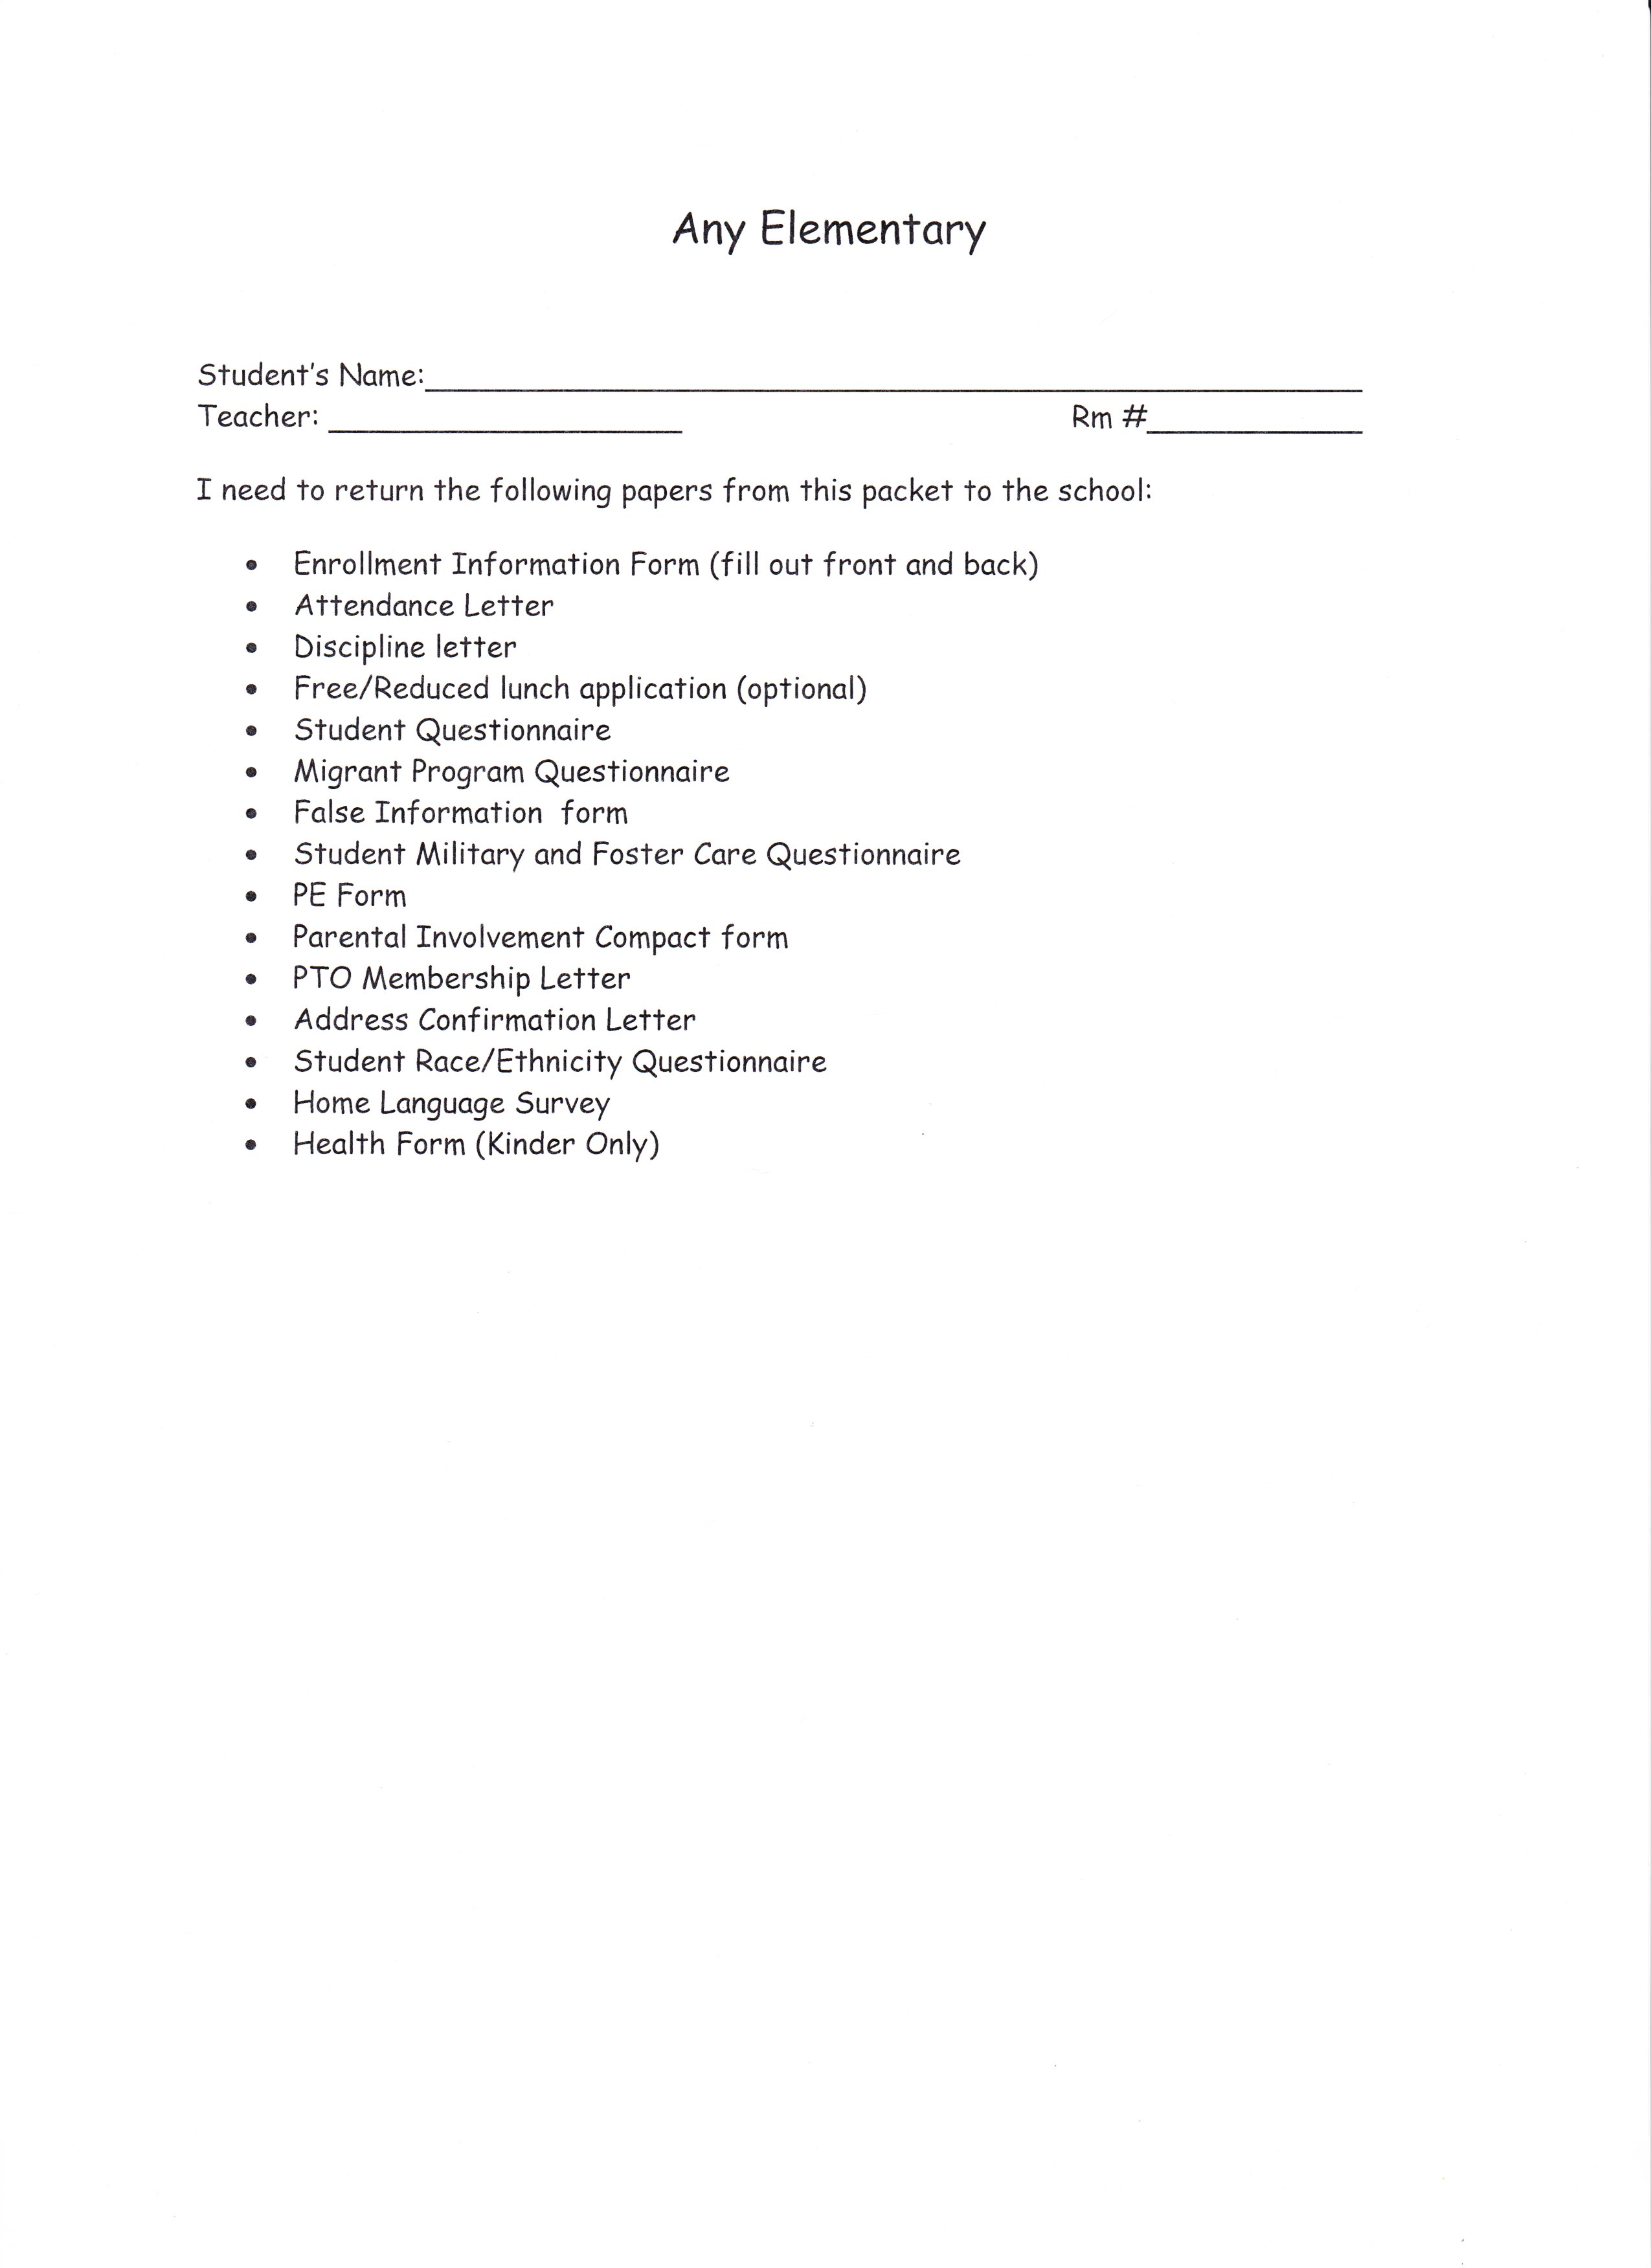 Any Elementary
Student's Name:
Teacher: Rm #
I need to return the following papers from this packet to the school:
• Enrollment Information Form (fill out front and back)
• Attendance Letter
• Discipline letter
• Free/Reduced lunch application (optional)
• Student Questionnaire
• Migrant Program Questionnaire
• False Information  form
• Student Military and Foster Care Questionnaire
• PE Form
• Parental Involvement Compact form
• PTO Membership Letter
• Address Confirmation Letter
• Student Race/Ethnicity Questionnaire
• Home Language Survey
• Health Form (Kinder Only)